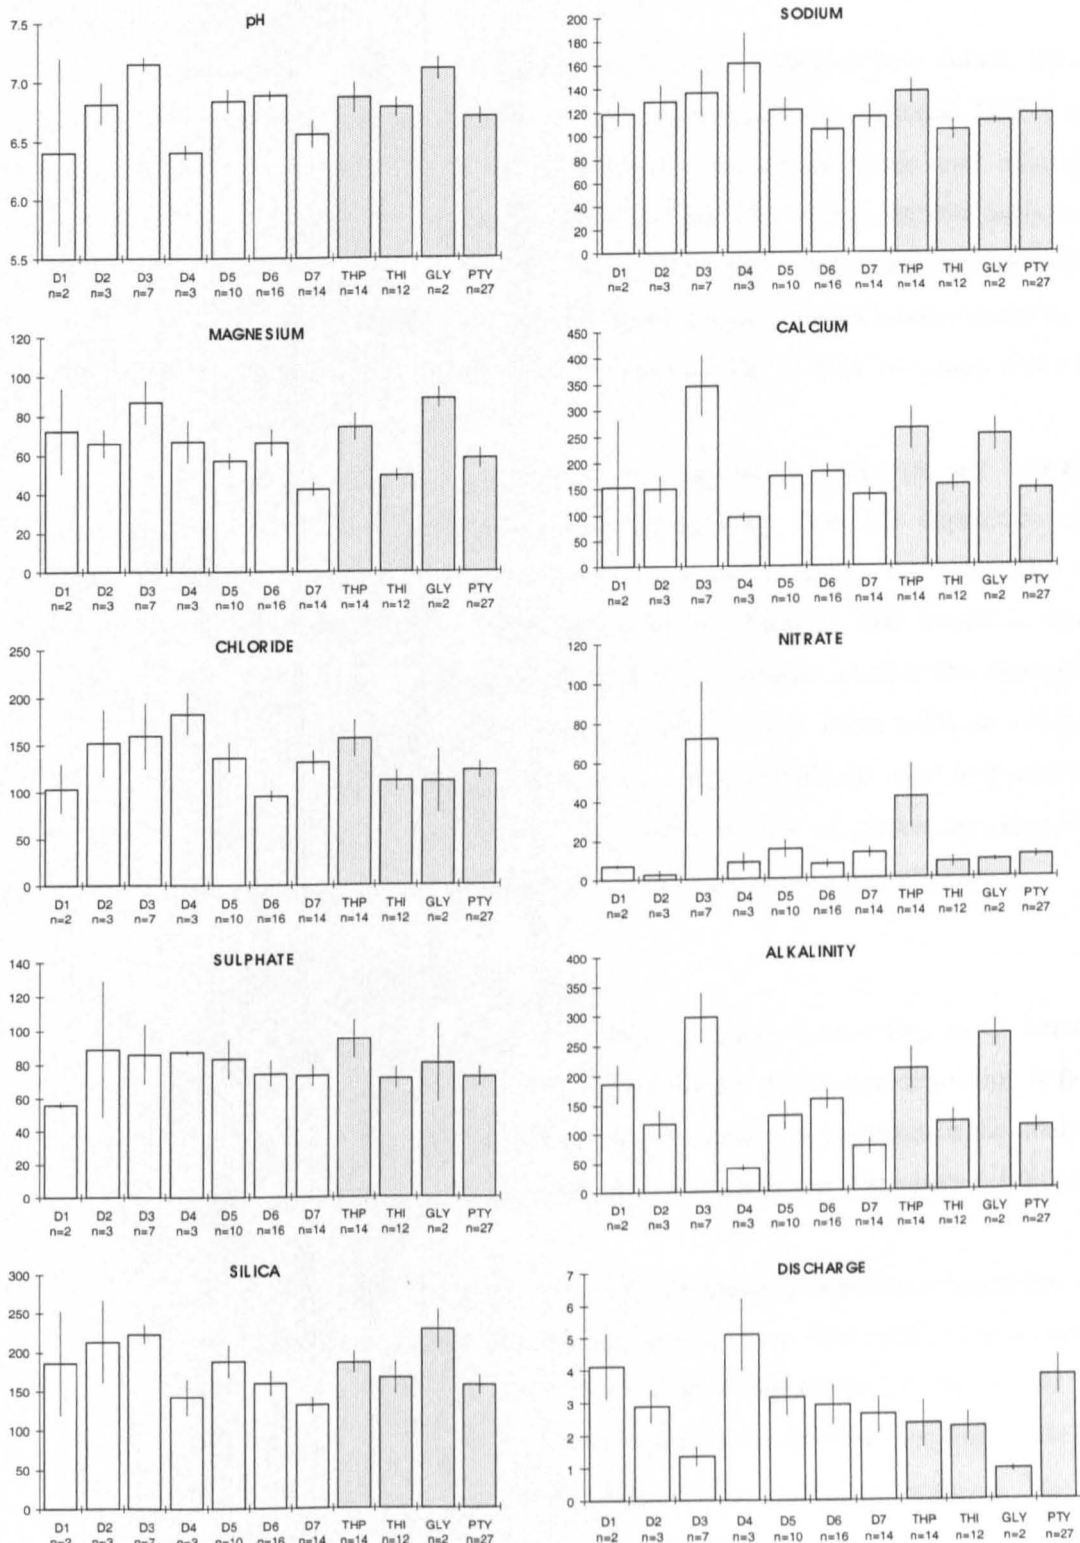 pH
7.5
7.0
6.5
6.0
5.5
D1 D2 D3 D4 D5 D6 D7 THP THI GLY PTY
n=2 n=3 n=7 n=3 n=10 n=16 n=14 n=14 n=12 n=2 n=27
SODIUM
200
180
160
140
120
100
80
60
40
20
0
D1 D2 D3 D4 D5 D6 D7 THP THI GLY PTY
n=2 n=3 n=7 n=3 n=10 n=16 n=14 n=14 n=12 n=2 n=27
MAGNESIUM
120
100
80
60
40
20
0
D1 D2 D3 D4 D5 D6 D7 THP THI GLY PTY
n=2 n=3 n=7 n=3 n=10 n=16 n=14 n=14 n=12 n=2 n=27
CALCIUM
450
400
350
300
250
200
150
100
50
0
D1 D2 D3 D4 D5 D6 D7 THP THI GLY PTY
n=2 n=3 n=7 n=3 n=10 n=16 n=14 n=14 n=12 n=2 n=27
CHLORIDE
250
200
150
100
50
0
D1 D2 D3 D4 D5 D6 D7 THP THI GLY PTY
n=2 n=3 n=7 n=3 n=10 n=16 n=14 n=14 n=12 n=2 n=27
NITRATE
120
100
80
60
40
20
0
D1 D2 D3 D4 D5 D6 D7 THP THI GLY PTY
n=2 n=3 n=7 n=3 n=10 n=16 n=14 n=14 n=12 n=2 n=27
SULPHATE
140
120
100
80
60
40
20
0
D1 D2 D3 D4 D5 D6 D7 THP THI GLY PTY
n=2 n=3 n=7 n=3 n=10 n=16 n=14 n=14 n=12 n=2 n=27
ALKALINITY
400
350
300
250
200
150
100
50
0
D1 D2 D3 D4 D5 D6 D7 THP THI GLY PTY
n=2 n=3 n=7 n=3 n=10 n=16 n=14 n=14 n=12 n=2 n=27
SILICA
300
250
200
150
100
50
0
D1 D2 D3 D4 D5 D6 D7 THP THI GLY PTY
n=2 n=3 n=7 n=3 n=10 n=16 n=14 n=14 n=12 n=2 n=27
DISCHARGE
7
6
5
4
3
2
1
0
D1 D2 D3 D4 D5 D6 D7 THP THI GLY PTY
n=2 n=3 n=7 n=3 n=10 n=16 n=14 n=14 n=12 n=2 n=27